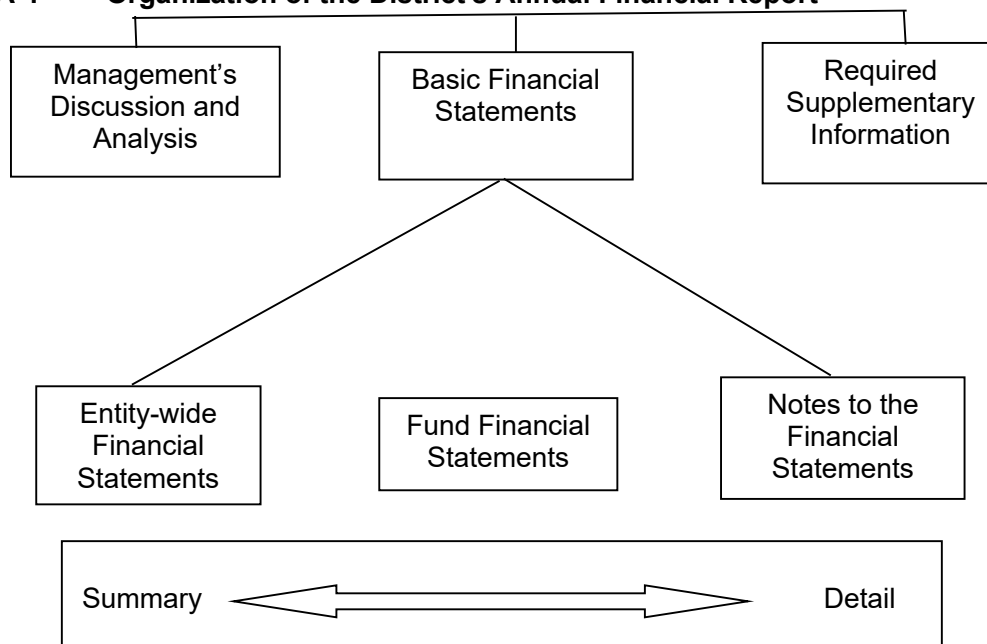 Organization of the District's Annual Financial Report
Management's
Discussion and
Analysis
Basic Financial
Statements
Required
Supplementary
Information
Entity-wide
Financial
Statements
Fund Financial
Statements
Notes to the
Financial
Statements
Summary
Detail